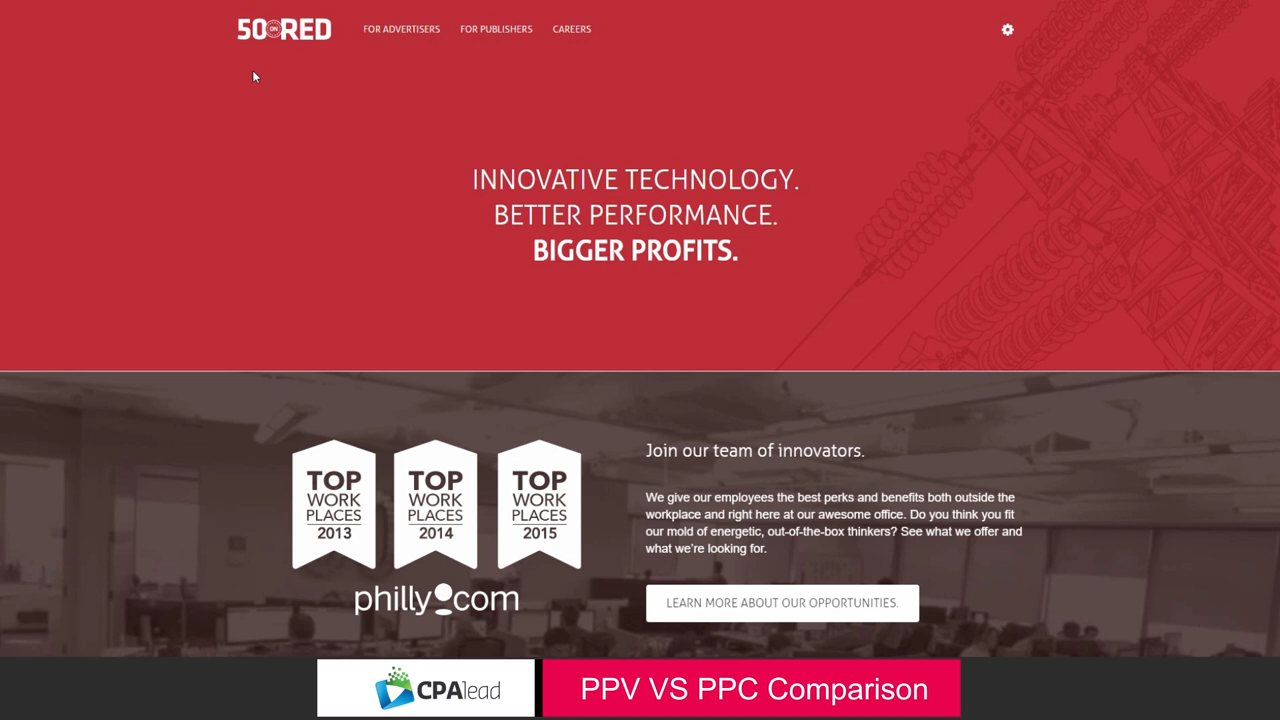 50 ON RED
FOR ADVERTISERS
FOR PUBLISHERS
CAREERS
INNOVATIVE TECHNOLOGY.
BETTER PERFORMANCE.
BIGGER PROFITS.
TOP WORK PLACES 2013
TOP WORK PLACES 2014
TOP WORK PLACES 2015
philly.com
Join our team of innovators.
We give our employees the best perks and benefits both outside the
workplace and right here at our awesome office. Do you think you fit
our mold of energetic, out-of-the-box thinkers? See what we offer and
what we're looking for.
LEARN MORE ABOUT OUR OPPORTUNITIES.
CPAlead
PPV VS PPC Comparison